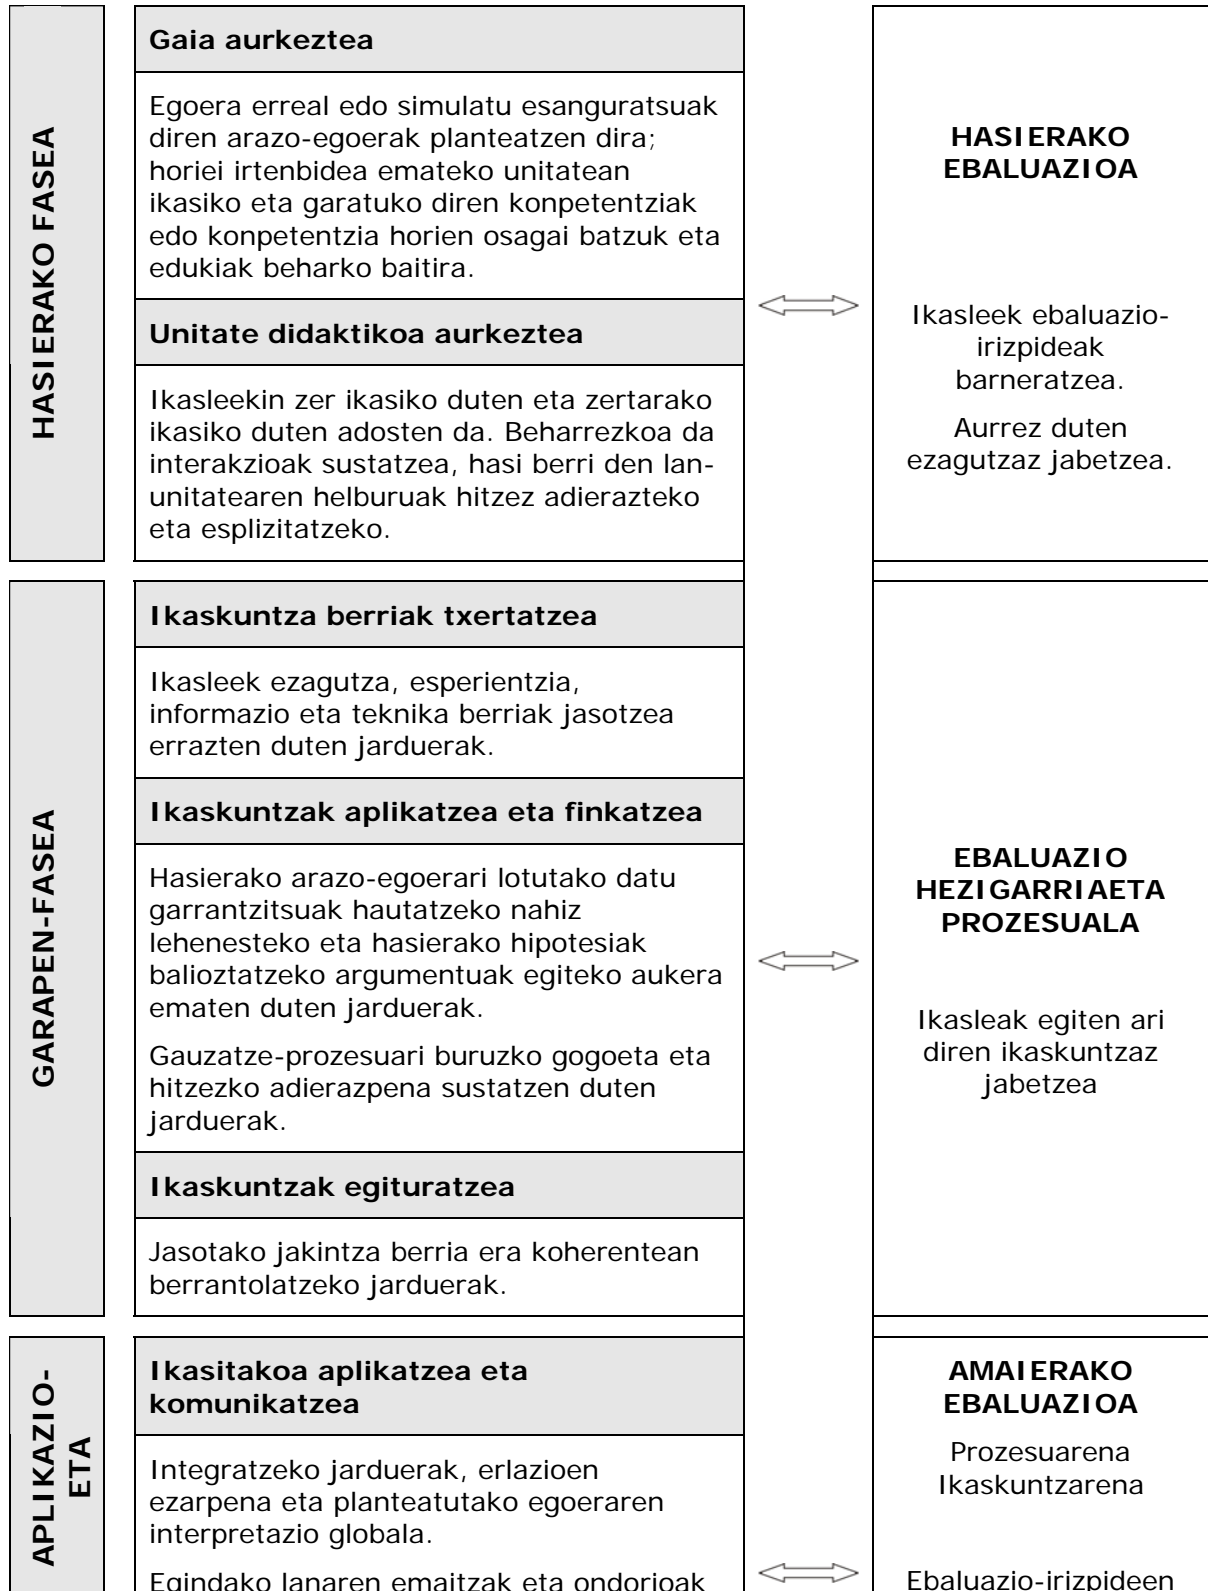 HASIERAKO FASEA
Gaia aurkeztea
Egoera erreal edo simulatu esanguratsuak
diren arazo-egoerak planteatzen dira;
horiei irtenbidea emateko unitatean
ikasiko eta garatuko diren konpetentziak
edo konpetentzia horien osagai batzuk eta
edukiak beharko baitira.
Unitate didaktikoa aurkeztea
Ikasleekin zer ikasiko duten eta zertarako
ikasiko duten adosten da. Beharrezkoa da
interakzioak sustatzea, hasi berri den lan-
unitatearen helburuak hitzez adierazteko
eta esplizitatzeko.
HASIERAKO
EBALUAZIOA
Ikasleek ebaluazio-
irizpideak
barneratzea.
Aurrez duten
ezagutzaz jabetzea.
GARAPEN-FASEA
Ikaskuntza berriak txertatzea
Ikasleek ezagutza, esperientzia,
informazio eta teknika berriak jasotzea
errazten duten jarduerak.
Ikaskuntzak aplikatzea eta finkatzea
Hasierako arazo-egoerari lotutako datu
garrantzitsuak hautatzeko nahiz
lehenesteko eta hasierako hipotesiak
balioztatzeko argumentuak egiteko aukera
ematen duten jarduerak.
Gauzatze-prozesuari buruzko gogoeta eta
hitzezko adierazpena sustatzen duten
jarduerak.
Ikaskuntzak egituratzea
Jasotako jakintza berria era koherentean
berrantolatzeko jarduerak.
EBALUAZIO
HEZIGARRIAETA
PROZESUALA
Ikasleak egiten ari
diren ikaskuntzaz
jabetzea
APLIKAZIO-
ETA
Ikasitakoa aplikatzea eta
komunikatzea
Integratzeko jarduerak, erlazioen
ezarpena eta planteatutako egoeraren
interpretazio globala.
Egindako lanaren emaitzak eta ondorioak
AMAIERAKO
EBALUAZIOA
Prozesuarena
Ikaskuntzarena
Ebaluazio-irizpideen